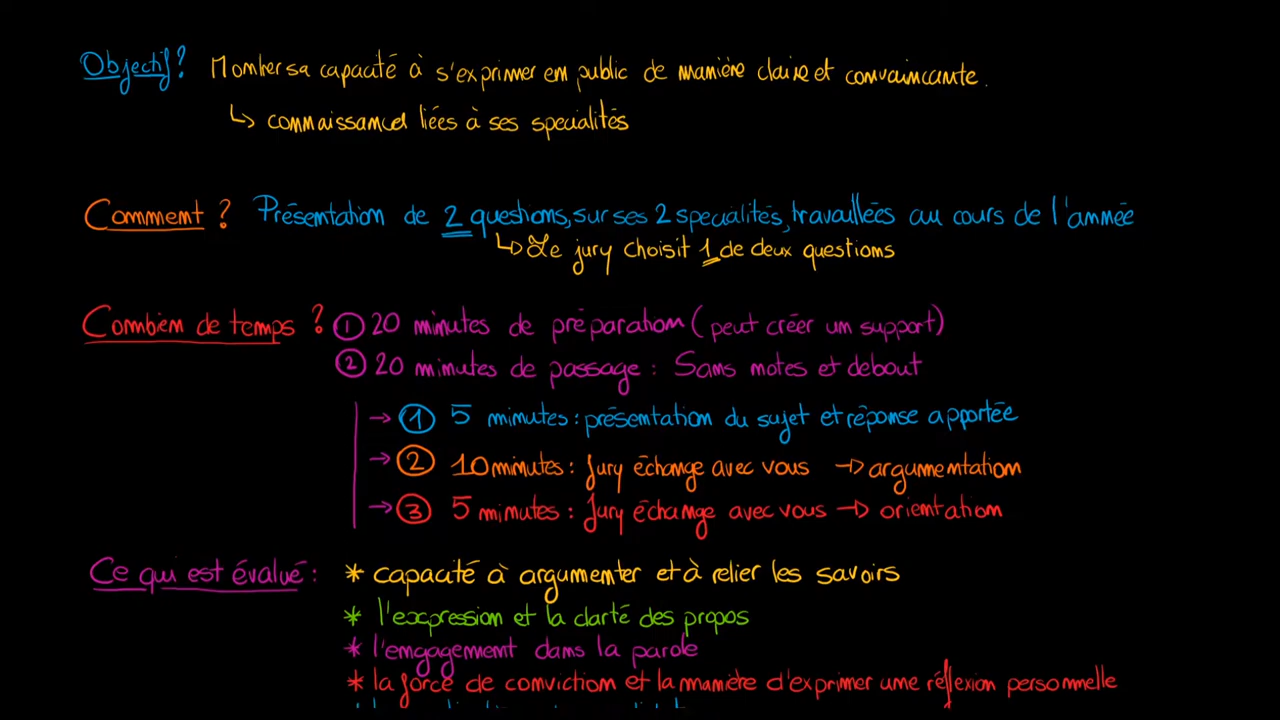 Objectif? Montrer sa capacité à s'exprimer en public de manière claire et convaincante.
↳ connaissances liées à ses specialités
Comment? Présentation de 2 questions, sur ses 2 specialités, travaillées au cours de l'année
↳ Le jury choisit 1 de deux questions
Combien de temps? ① 20 minutes de préparation (peut créer un support)
② 20 minutes de passage : Sans notes et debout
→ ① 5 minutes : présentation du sujet et réponse apportée
→ ② 10 minutes : Jury échange avec vous → argumentation
→ ③ 5 minutes : Jury échange avec vous → orientation
Ce qui est évalué : * capacité à argumenter et à relier les savoirs
* l'expression et la clarté des propos
* l'engagement dans la parole
* la force de conviction et la manière d'exprimer une réflexion personnelle